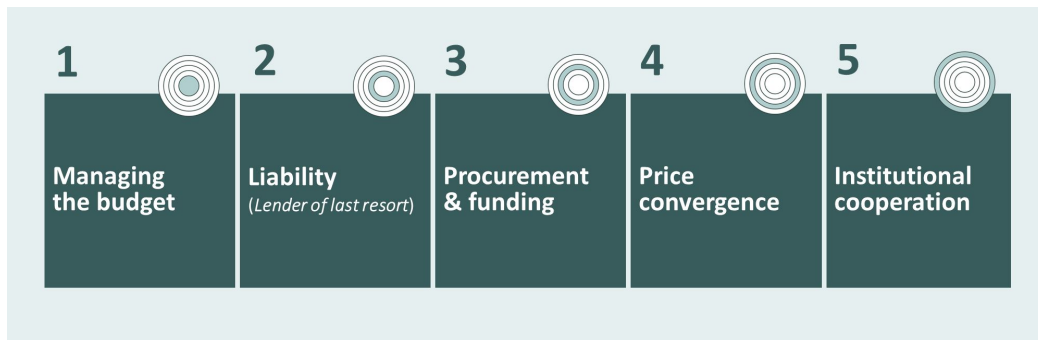 1
Managing
the budget
2
Liability
(Lender of last resort)
3
Procurement
& funding
4
Price
convergence
5
Institutional
cooperation